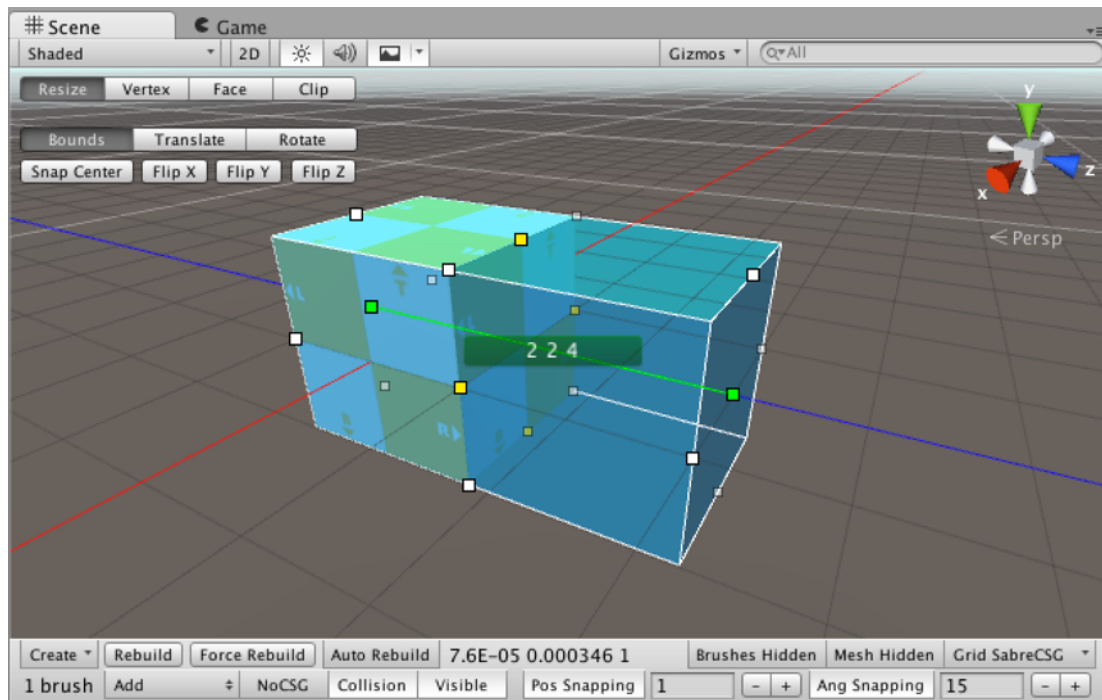 Scene Game
Shaded 2D Gizmos All
Resize Vertex Face Clip
y
Bounds Translate Rotate
Snap Center Flip X Flip Y Flip Z
z
x
Persp
T
2 2 4
R
Create Rebuild Force Rebuild Auto Rebuild 7.6E-05 0.000346 1 Brushes Hidden Mesh Hidden Grid SabreCSG
1 brush Add NoCSG Collision Visible Pos Snapping 1 - + Ang Snapping 15 - +